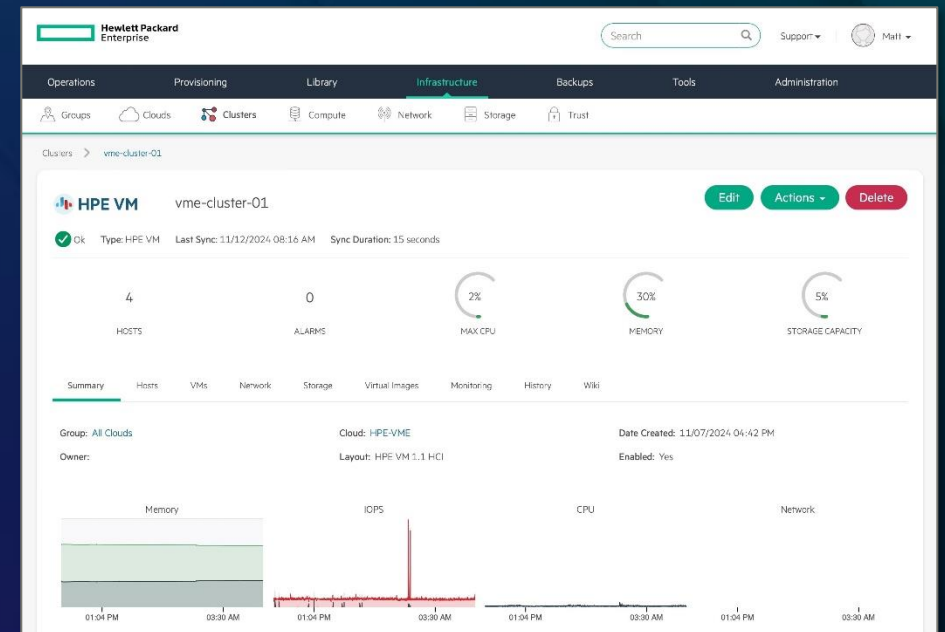 Hewlett Packard
Enterprise
Search
Support
Matt
Operations Provisioning Library Infrastructure Backups Tools Administration
Groups Clouds Clusters Compute Network Storage Trust
Clusters > vme-cluster-01
HPE VM vme-cluster-01 Edit Actions Delete
Ok Type: HPE VM Last Sync: 11/12/2024 08:16 AM Sync Duration: 15 seconds
4 0 2% 30% 5%
HOSTS ALARMS MAX CPU MEMORY STORAGE CAPACITY
Summary Hosts VMs Network Storage Virtual Images Monitoring History Wiki
Group: All Clouds Cloud: HPE-VME Date Created: 11/07/2024 04:42 PM
Owner: Layout: HPE VM 1.1 HCI Enabled: Yes
Memory IOPS CPU Network
01:04 PM 03:30 AM 01:04 PM 03:30 AM 01:04 PM 03:30 AM 01:04 PM 03:30 AM